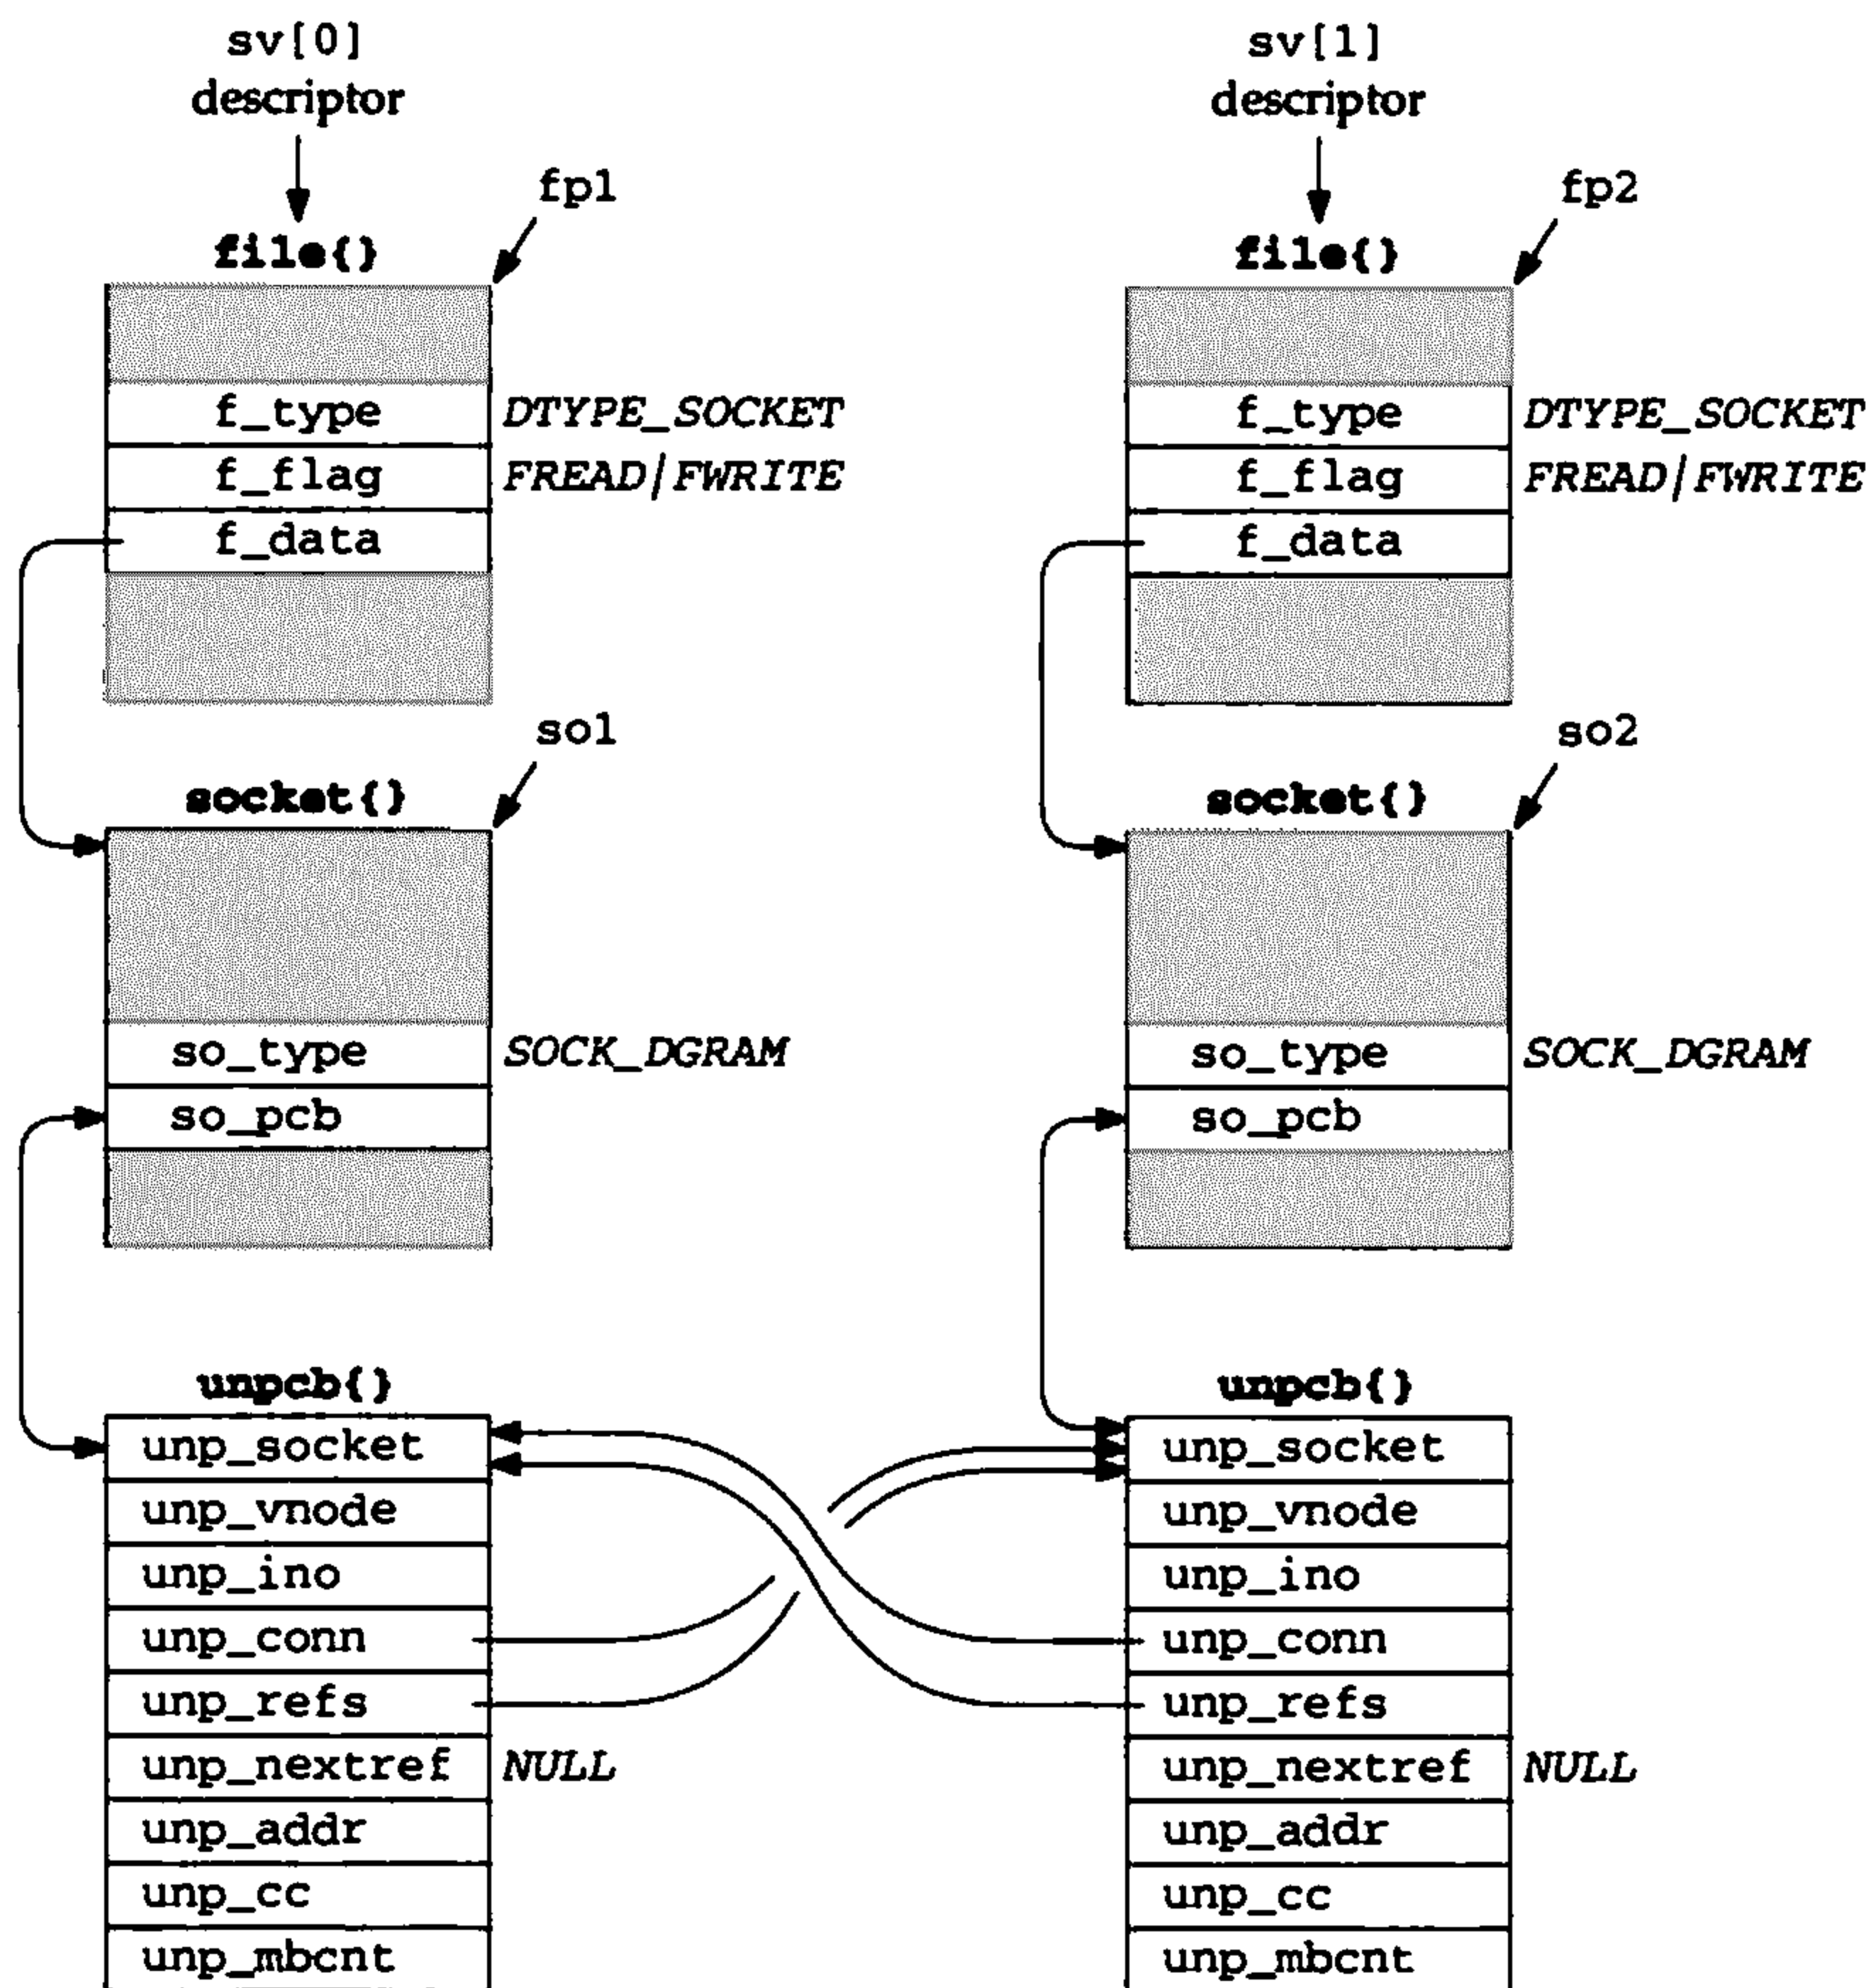 sv[0]
descriptor
fp1
file{}
f_type
DTYPE_SOCKET
f_flag
FREAD|FWRITE
f_data
so1
socket{}
so_type
SOCK_DGRAM
so_pcb
unpcb{}
unp_socket
unp_vnode
unp_ino
unp_conn
unp_refs
unp_nextref
NULL
unp_addr
unp_cc
unp_mbcnt
sv[1]
descriptor
fp2
file{}
f_type
DTYPE_SOCKET
f_flag
FREAD|FWRITE
f_data
so2
socket{}
so_type
SOCK_DGRAM
so_pcb
unpcb{}
unp_socket
unp_vnode
unp_ino
unp_conn
unp_refs
unp_nextref
NULL
unp_addr
unp_cc
unp_mbcnt